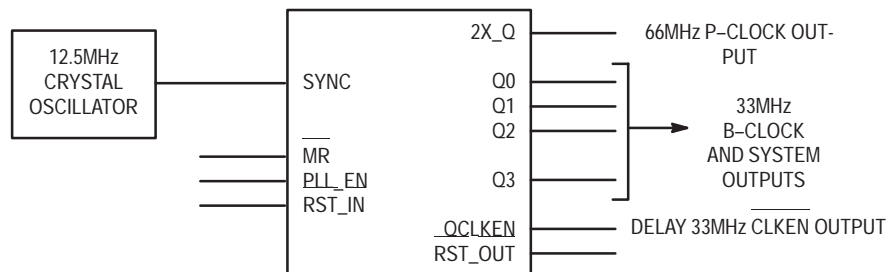 12.5MHz
CRYSTAL
OSCILLATOR
SYNC
MR
PLL_EN
RST_IN
2X_Q
Q0
Q1
Q2
Q3
QCLKEN
RST_OUT
66MHz P–CLOCK OUT-
PUT
33MHz
B–CLOCK
AND SYSTEM
OUTPUTS
DELAY 33MHz CLKEN OUTPUT